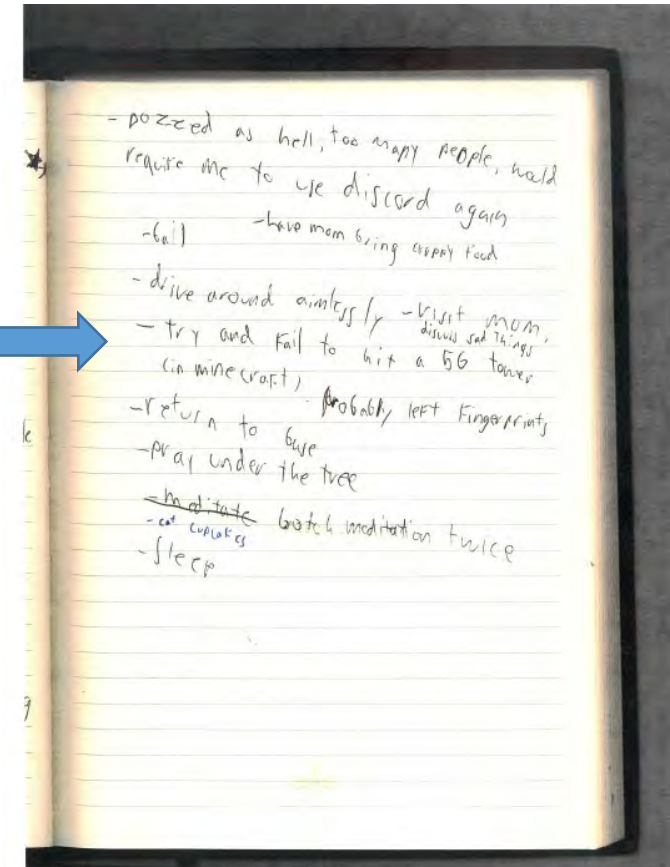 - pozzed as hell, too many people, would
require me to use discord again
- bail - have mom bring crappy food
- drive around aimlessly - visit mom,
discuss sad things
- try and fail to hit a 5G tower
(in minecraft)
- probably left fingerprints
- return to base
- pray under the tree
- meditate botch meditation twice
- eat cupcakes
- sleep